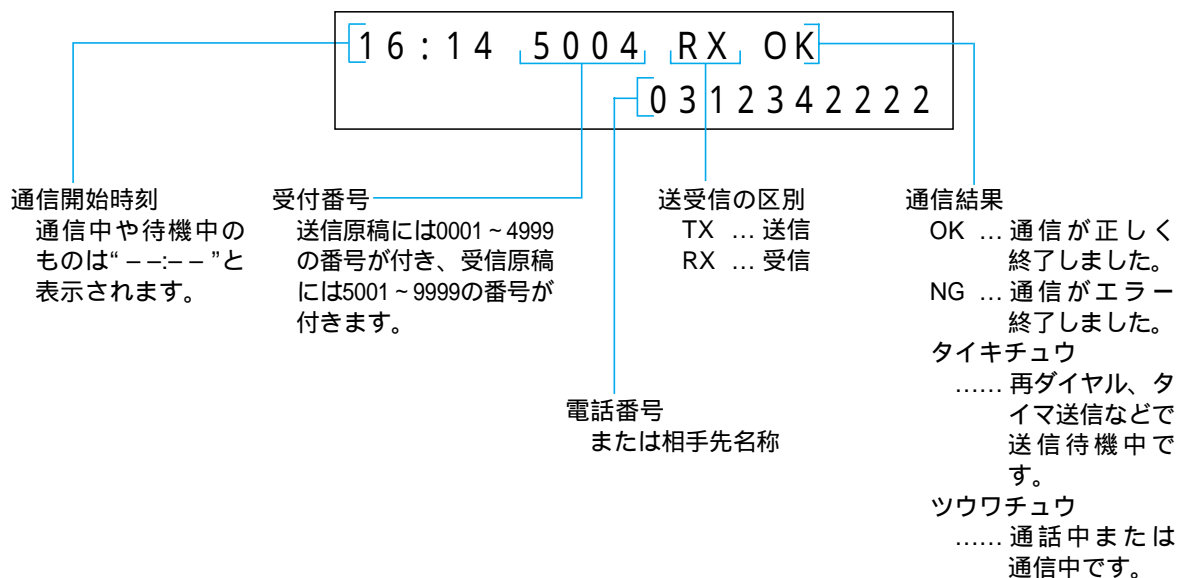 16:14 5004 RX OK
0312342222
通信開始時刻
通信中や待機中の
ものは“ – –:– – ”と
表示されます。
受付番号
送信原稿には0001～4999
の番号が付き、受信原稿
には5001～9999の番号が
付きます。
電話番号
または相手先名称
送受信の区別
TX … 送信
RX … 受信
通信結果
OK … 通信が正しく
終了しました。
NG … 通信がエラー
終了しました。
タイキチュウ
…… 再ダイヤル、タ
イマ送信などで
送信待機中で
す。
ツウワチュウ
…… 通話中または
通信中です。